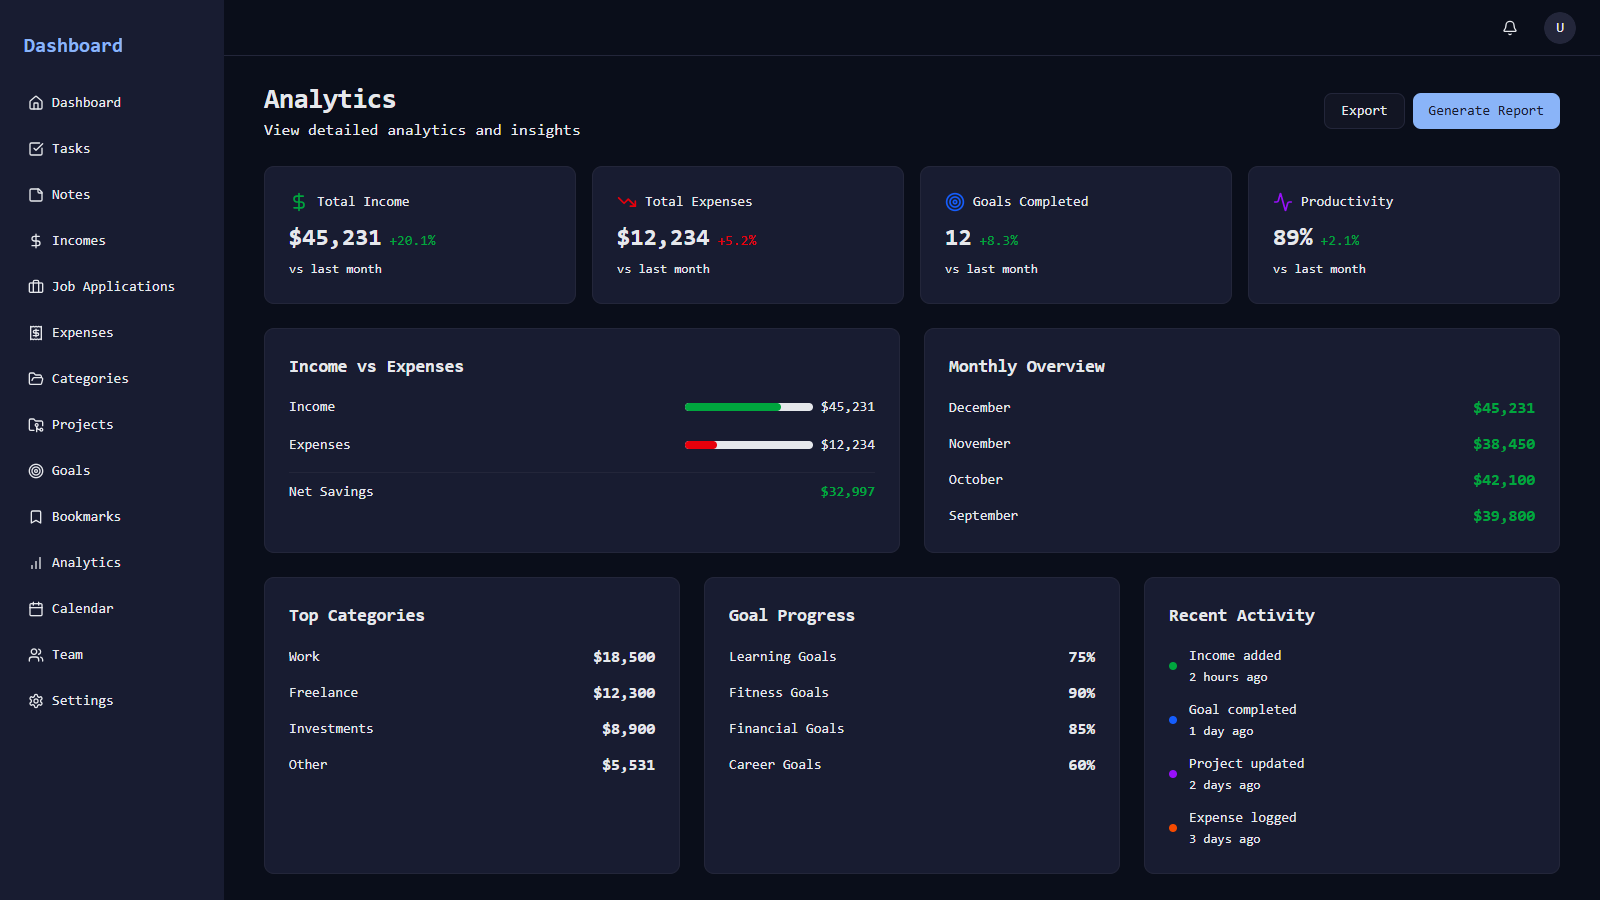 Dashboard
U
Dashboard
Tasks
Notes
Incomes
Job Applications
Expenses
Categories
Projects
Goals
Bookmarks
Analytics
Calendar
Team
Settings
Analytics
View detailed analytics and insights
Export
Generate Report
Total Income
$45,231 +20.1%
vs last month
Total Expenses
$12,234 +5.2%
vs last month
Goals Completed
12 +8.3%
vs last month
Productivity
89% +2.1%
vs last month
Income vs Expenses
Income $45,231
Expenses $12,234
Net Savings $32,997
Monthly Overview
December $45,231
November $38,450
October $42,100
September $39,800
Top Categories
Work $18,500
Freelance $12,300
Investments $8,900
Other $5,531
Goal Progress
Learning Goals 75%
Fitness Goals 90%
Financial Goals 85%
Career Goals 60%
Recent Activity
Income added
2 hours ago
Goal completed
1 day ago
Project updated
2 days ago
Expense logged
3 days ago